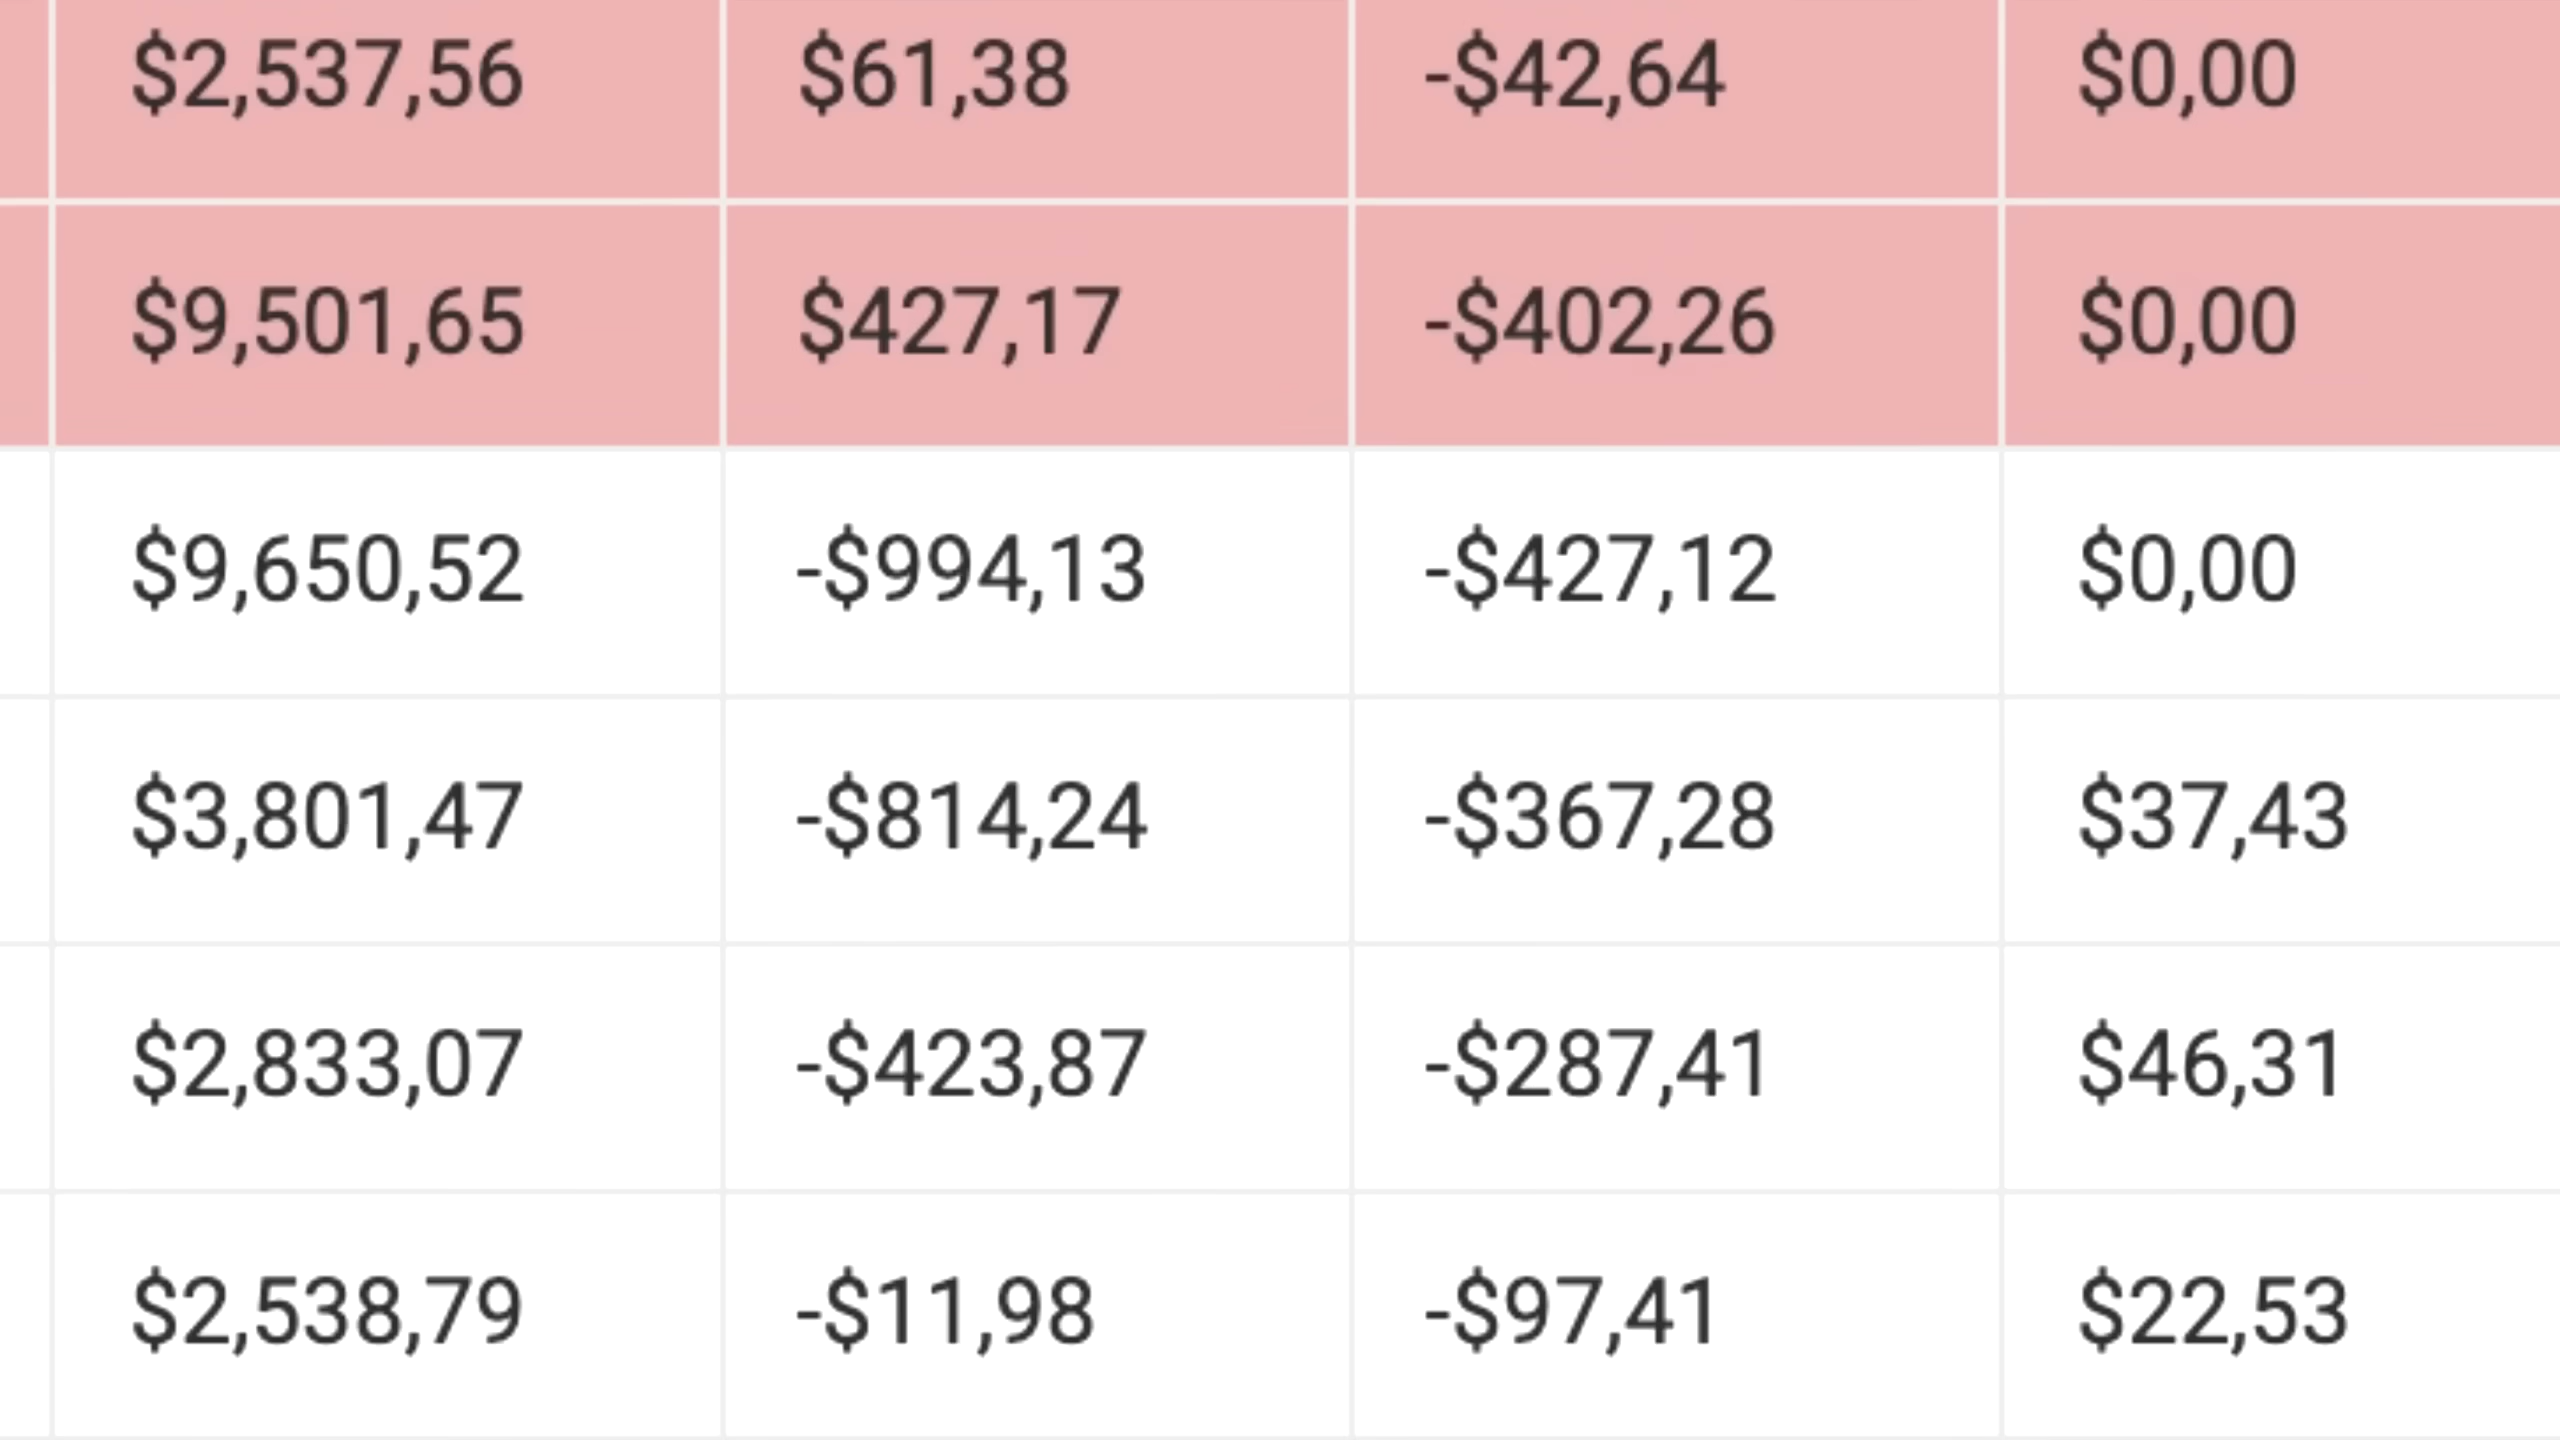 $2,537,56 $61,38 -$42,64 $0,00
$9,501,65 $427,17 -$402,26 $0,00
$9,650,52 -$994,13 -$427,12 $0,00
$3,801,47 -$814,24 -$367,28 $37,43
$2,833,07 -$423,87 -$287,41 $46,31
$2,538,79 -$11,98 -$97,41 $22,53